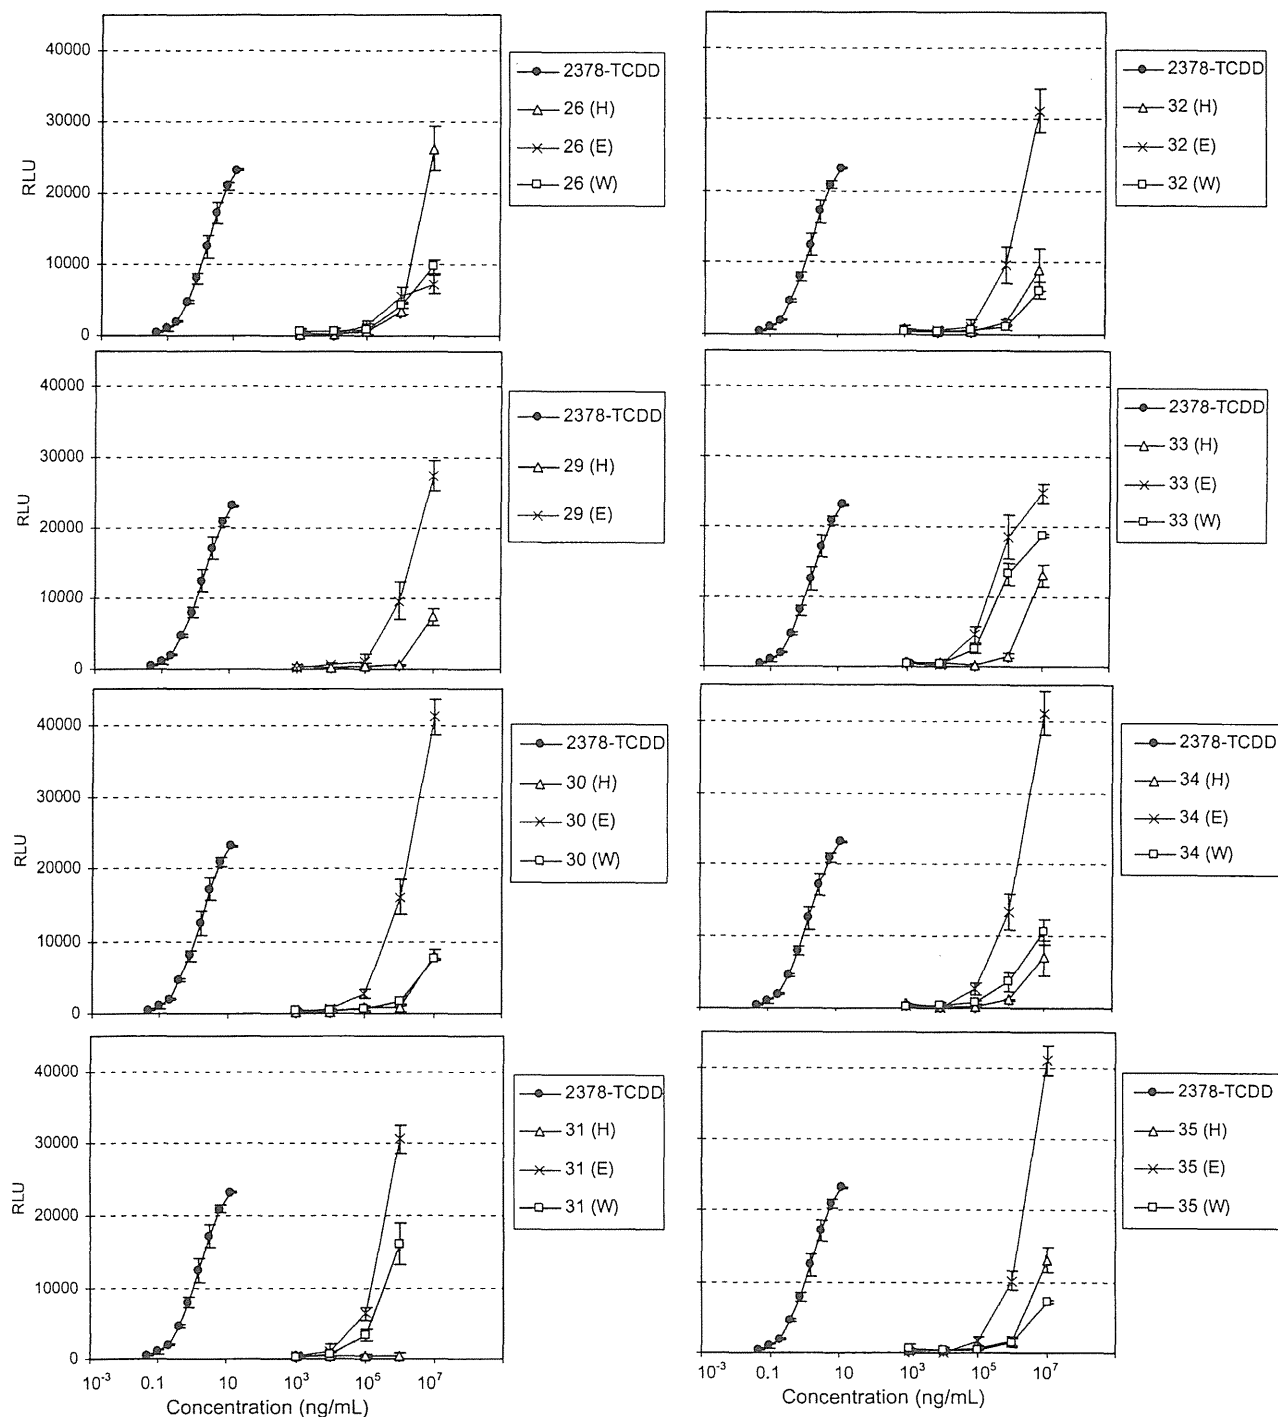 40000
30000
20000
10000
0
RLU
2378-TCDD
26 (H)
26 (E)
26 (W)
2378-TCDD
32 (H)
32 (E)
32 (W)
40000
30000
20000
10000
0
RLU
2378-TCDD
29 (H)
29 (E)
2378-TCDD
33 (H)
33 (E)
33 (W)
40000
30000
20000
10000
0
RLU
2378-TCDD
30 (H)
30 (E)
30 (W)
2378-TCDD
34 (H)
34 (E)
34 (W)
40000
30000
20000
10000
0
RLU
2378-TCDD
31 (H)
31 (E)
31 (W)
2378-TCDD
35 (H)
35 (E)
35 (W)
10-3 0.1 10 103 105 107
Concentration (ng/mL)
10-3 0.1 10 103 105 107
Concentration (ng/mL)